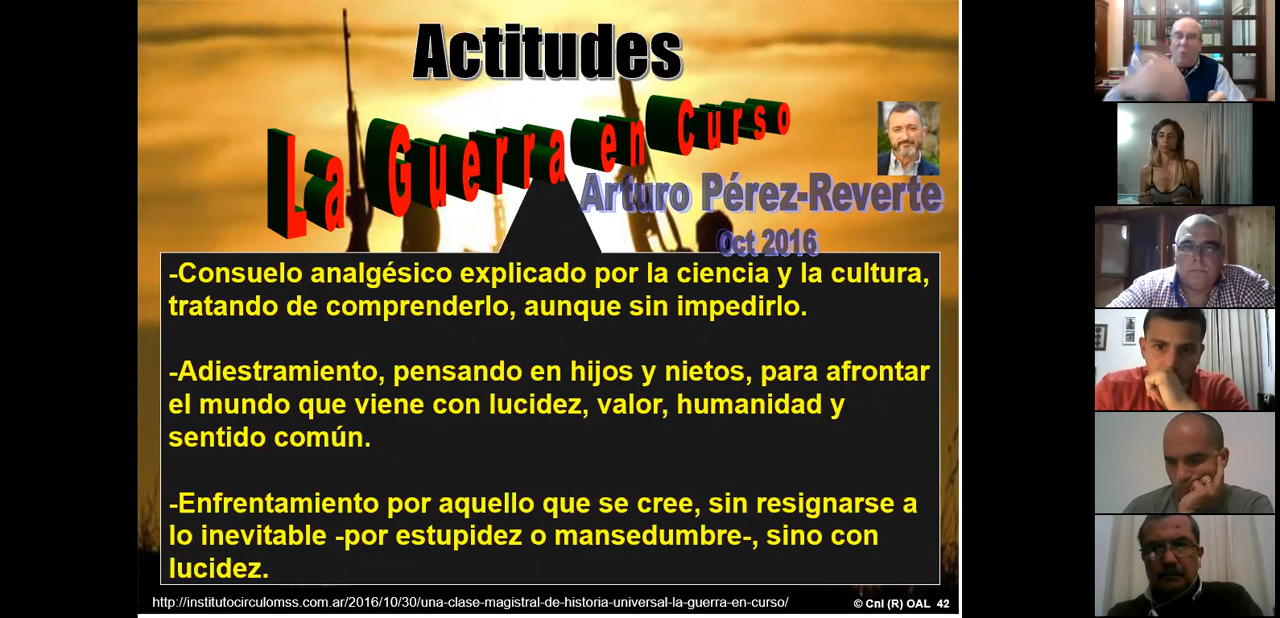 Actitudes
La Guerra en Curso
Arturo Pérez-Reverte
Oct 2016
-Consuelo analgésico explicado por la ciencia y la cultura,
tratando de comprenderlo, aunque sin impedirlo.
-Adiestramiento, pensando en hijos y nietos, para afrontar
el mundo que viene con lucidez, valor, humanidad y
sentido común.
-Enfrentamiento por aquello que se cree, sin resignarse a
lo inevitable -por estupidez o mansedumbre-, sino con
lucidez.
http://institutocirculomss.com.ar/2016/10/30/una-clase-magistral-de-historia-universal-la-guerra-en-curso/
© Cnl (R) OAL 42